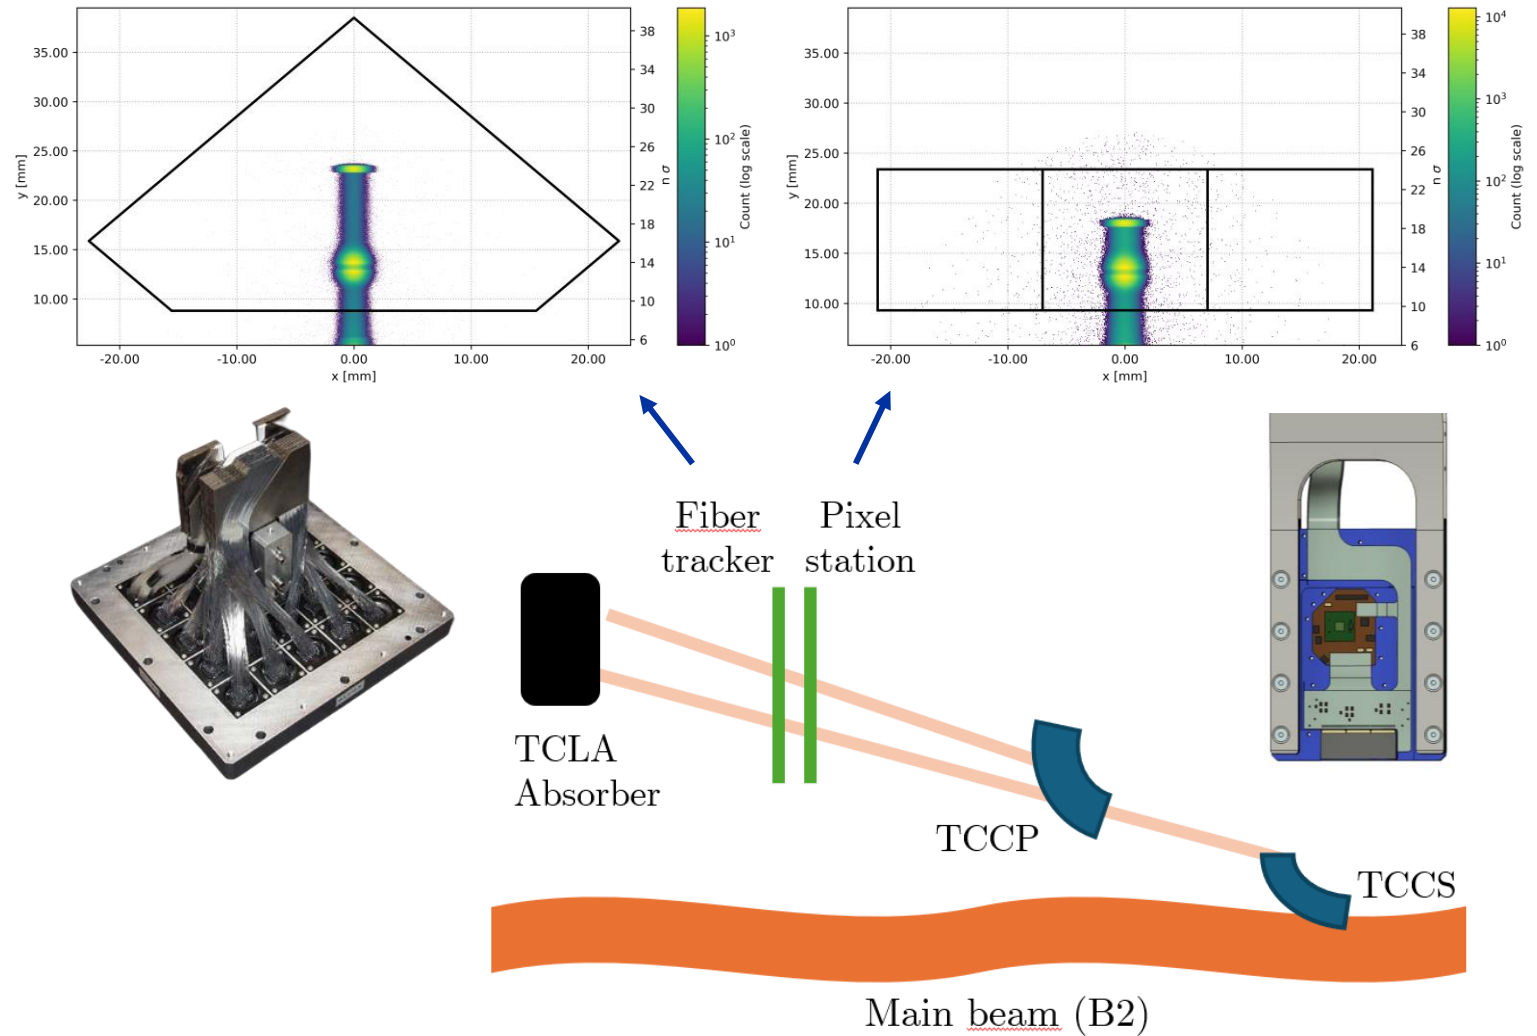 35.00
30.00
25.00
20.00
15.00
10.00
y [mm]
-20.00
-10.00
0.00
10.00
20.00
x [mm]
38
34
30
26
22
18
14
10
6
n σ
10³
10²
10¹
10⁰
Count (log scale)
35.00
30.00
25.00
20.00
15.00
10.00
y [mm]
-20.00
-10.00
0.00
10.00
20.00
x [mm]
38
34
30
26
22
18
14
10
6
n σ
10⁴
10³
10²
10¹
10⁰
Count (log scale)
Fiber
tracker
Pixel
station
TCLA
Absorber
TCCP
TCCS
Main beam (B2)